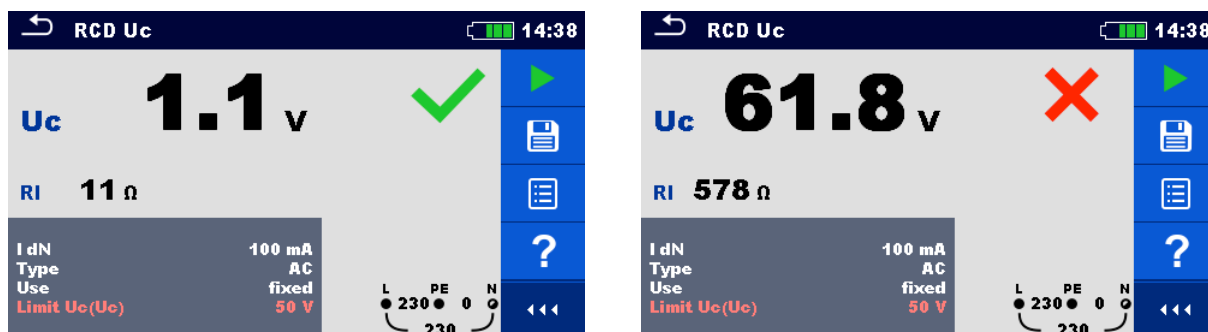 RCD Uc 14:38
Uc 1.1 V
RI 11 Ω
I dN 100 mA
Type AC
Use fixed
Limit Uc(Uc) 50 V
?
L PE N
230 0
230
RCD Uc 14:38
Uc 61.8 V
RI 578 Ω
I dN 100 mA
Type AC
Use fixed
Limit Uc(Uc) 50 V
?
L PE N
230 0
230